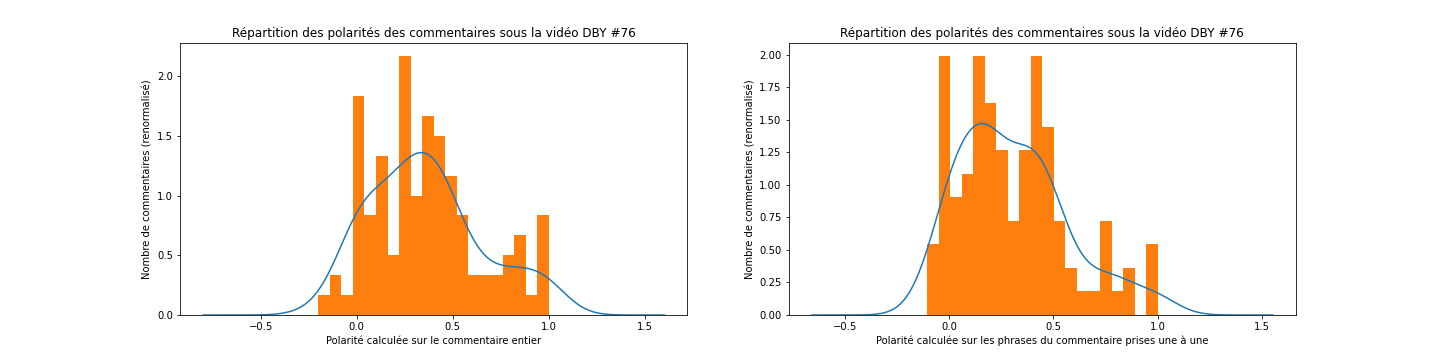 Répartition des polarités des commentaires sous la vidéo DBY #76
Nombre de commentaires (renormalisé)
2.0
1.5
1.0
0.5
0.0
−0.5 0.0 0.5 1.0 1.5
Polarité calculée sur le commentaire entier
Répartition des polarités des commentaires sous la vidéo DBY #76
Nombre de commentaires (renormalisé)
2.00
1.75
1.50
1.25
1.00
0.75
0.50
0.25
0.00
−0.5 0.0 0.5 1.0 1.5
Polarité calculée sur les phrases du commentaire prises une à une